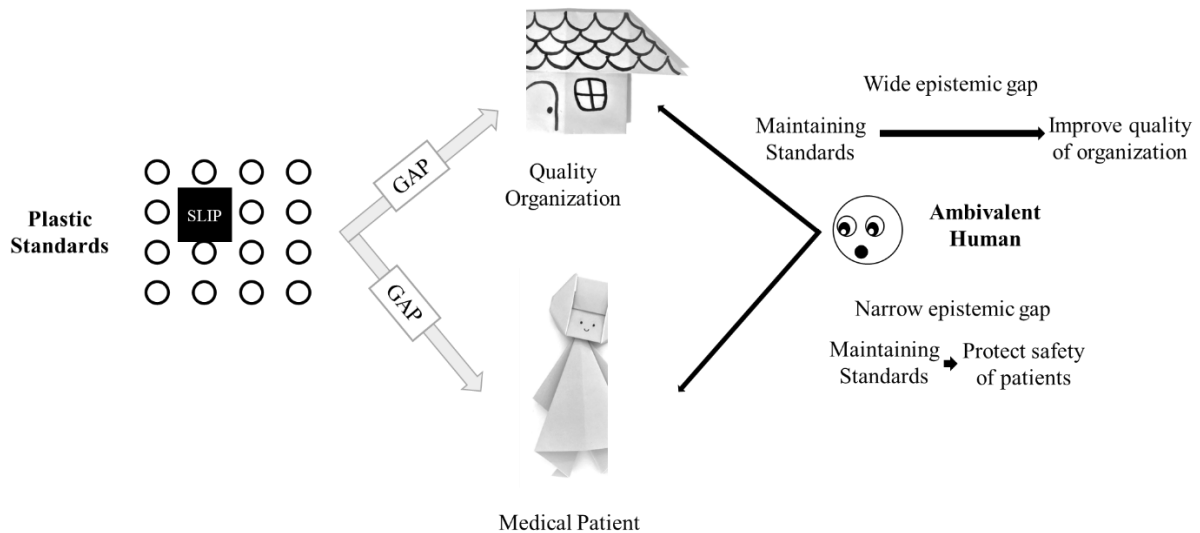 Plastic
Standards
SLIP
GAP
GAP
Quality
Organization
Medical Patient
Wide epistemic gap
Maintaining
Standards
Improve quality
of organization
Ambivalent
Human
Narrow epistemic gap
Maintaining
Standards
Protect safety
of patients